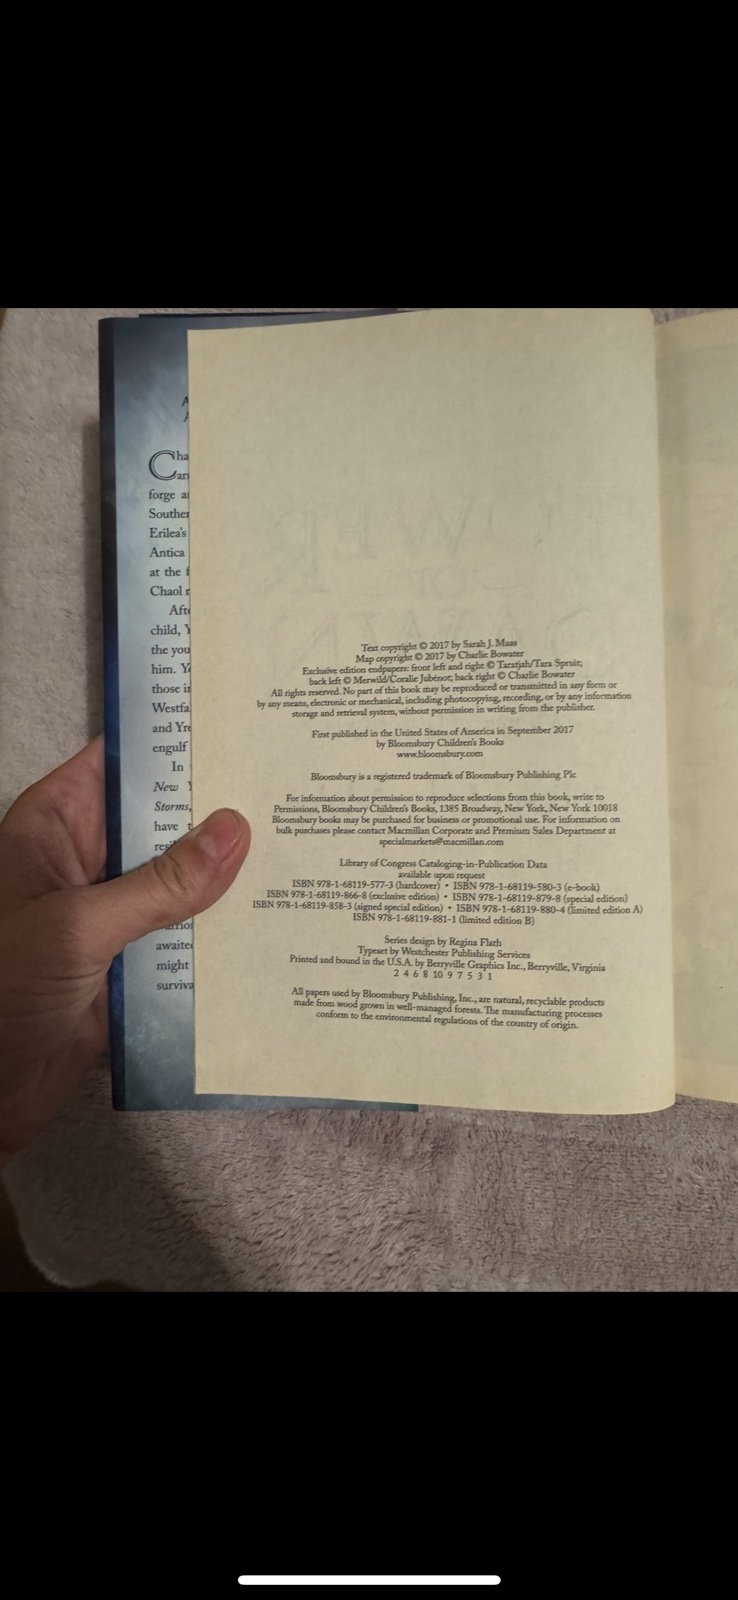 Cha
Car
forge a
Souther
Erilea's
Antica
at the f
Chaol r
Afte
child, Y
the you
him. Ye
those in
Westfa
and Yre
engulf
In
New Y
Storms,
have t
awaite
might
surviva
Text copyright © 2017 by Sarah J. Maas
Map copyright © 2017 by Charlie Bowater
Exclusive edition endpapers: front left and right © Taratjah/Tara Spruit;
back left © Merwild/Coralie Jubénot; back right © Charlie Bowater
All rights reserved. No part of this book may be reproduced or transmitted in any form or
by any means, electronic or mechanical, including photocopying, recording, or by any information
storage and retrieval system, without permission in writing from the publisher.
First published in the United States of America in September 2017
by Bloomsbury Children's Books
www.bloomsbury.com
Bloomsbury is a registered trademark of Bloomsbury Publishing Plc
For information about permission to reproduce selections from this book, write to
Permissions, Bloomsbury Children's Books, 1385 Broadway, New York, New York 10018
Bloomsbury books may be purchased for business or promotional use. For information on
bulk purchases please contact Macmillan Corporate and Premium Sales Department at
specialmarkets@macmillan.com
Library of Congress Cataloging-in-Publication Data
available upon request
ISBN 978-1-68119-577-3 (hardcover) • ISBN 978-1-68119-580-3 (e-book)
ISBN 978-1-68119-866-8 (exclusive edition) • ISBN 978-1-68119-879-8 (special edition)
ISBN 978-1-68119-858-3 (signed special edition) • ISBN 978-1-68119-880-4 (limited edition A)
ISBN 978-1-68119-881-1 (limited edition B)
Series design by Regina Flath
Typeset by Westchester Publishing Services
Printed and bound in the U.S.A. by Berryville Graphics Inc., Berryville, Virginia
2 4 6 8 10 9 7 5 3 1
All papers used by Bloomsbury Publishing, Inc., are natural, recyclable products
made from wood grown in well-managed forests. The manufacturing processes
conform to the environmental regulations of the country of origin.